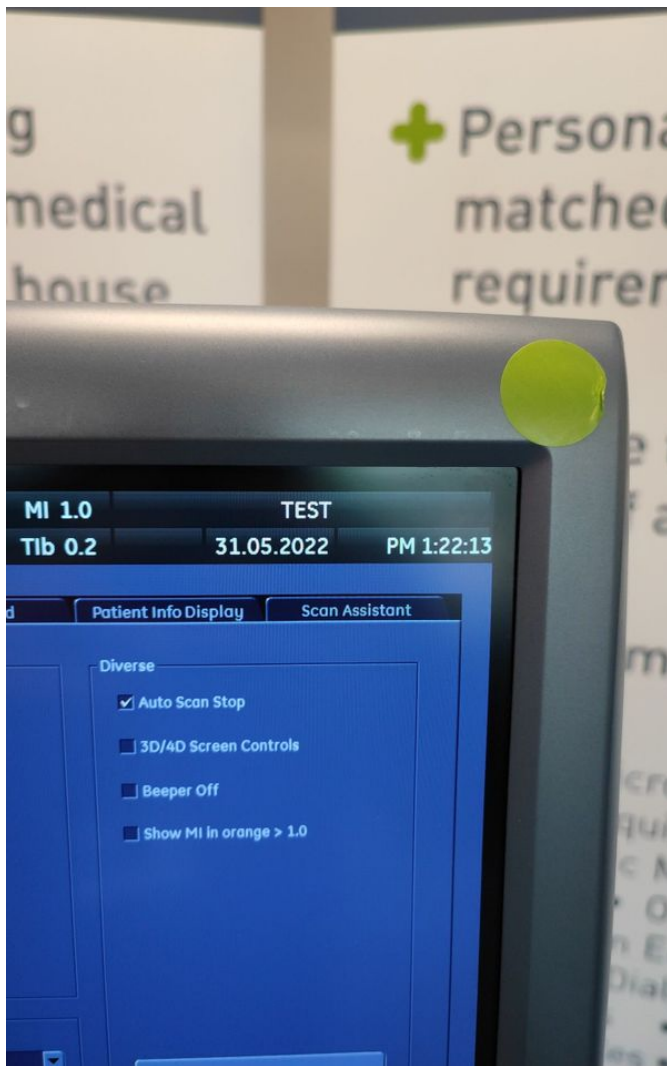 g
medical
house
+ Persona
matched
requirem
MI 1.0
TEST
TIb 0.2
31.05.2022
PM 1:22:13
d
Patient Info Display
Scan Assistant
Diverse
Auto Scan Stop
3D/4D Screen Controls
Beeper Off
Show MI in orange > 1.0